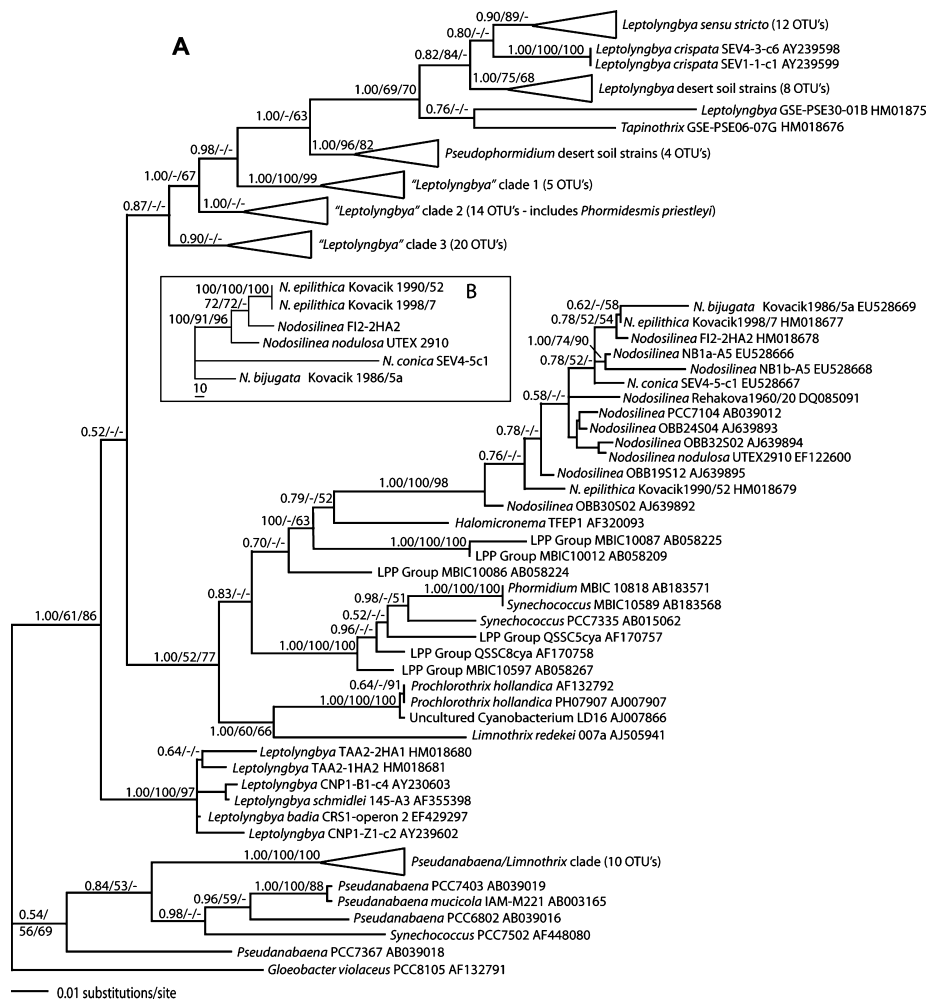 A
0.90/89/-
Leptolyngbya sensu stricto (12 OTU's)
0.80/-/-
1.00/100/100
Leptolyngbya crispata SEV4-3-c6 AY239598
Leptolyngbya crispata SEV1-1-c1 AY239599
0.82/84/-
1.00/75/68
Leptolyngbya desert soil strains (8 OTU's)
1.00/69/70
0.76/-/-
Leptolyngbya GSE-PSE30-01B HM01875
Tapinothrix GSE-PSE06-07G HM018676
1.00/-/63
1.00/96/82
Pseudophormidium desert soil strains (4 OTU's)
0.98/-/-
1.00/100/99
"Leptolyngbya" clade 1 (5 OTU's)
1.00/-/67
1.00/-/-
"Leptolyngbya" clade 2 (14 OTU's - includes Phormidesmis priestleyi)
0.87/-/-
0.90/-/-
"Leptolyngbya" clade 3 (20 OTU's)
B
100/100/100
N. epilithica Kovacik 1990/52
N. epilithica Kovacik 1998/7
72/72/-
Nodosilinea FI2-2HA2
100/91/96
Nodosilinea nodulosa UTEX 2910
N. conica SEV4-5c1
N. bijugata Kovacik 1986/5a
10
0.62/-/58
N. bijugata Kovacik1986/5a EU528669
0.78/52/54
N. epilithica Kovacik1998/7 HM018677
Nodosilinea FI2-2HA2 HM018678
1.00/74/90
Nodosilinea NB1a-A5 EU528666
0.78/52/-
Nodosilinea NB1b-A5 EU528668
N. conica SEV4-5-c1 EU528667
0.58/-/-
Nodosilinea Rehakova1960/20 DQ085091
Nodosilinea PCC7104 AB039012
Nodosilinea OBB24S04 AJ639893
0.78/-/-
Nodosilinea OBB32S02 AJ639894
Nodosilinea nodulosa UTEX2910 EF122600
0.76/-/-
Nodosilinea OBB19S12 AJ639895
N. epilithica Kovacik1990/52 HM018679
1.00/100/98
Nodosilinea OBB30S02 AJ639892
0.79/-/52
Halomicronema TFEP1 AF320093
100/-/63
1.00/100/100
LPP Group MBIC10087 AB058225
LPP Group MBIC10012 AB058209
0.70/-/-
LPP Group MBIC10086 AB058224
0.52/-/-
0.83/-/-
1.00/100/100
Phormidium MBIC 10818 AB183571
Synechococcus MBIC10589 AB183568
0.98/-/51
Synechococcus PCC7335 AB015062
0.52/-/-
LPP Group QSSC5cya AF170757
0.96/-/-
1.00/100/100
LPP Group QSSC8cya AF170758
LPP Group MBIC10597 AB058267
1.00/61/86
1.00/52/77
0.64/-/91
Prochlorothrix hollandica AF132792
1.00/100/100
Prochlorothrix hollandica PH07907 AJ007907
Uncultured Cyanobacterium LD16 AJ007866
1.00/60/66
Limnothrix redekei 007a AJ505941
0.64/-/-
Leptolyngbya TAA2-2HA1 HM018680
Leptolyngbya TAA2-1HA2 HM018681
1.00/100/97
Leptolyngbya CNP1-B1-c4 AY230603
Leptolyngbya schmidlei 145-A3 AF355398
Leptolyngbya badia CRS1-operon 2 EF429297
Leptolyngbya CNP1-Z1-c2 AY239602
1.00/100/100
Pseudanabaena/Limnothrix clade (10 OTU's)
0.84/53/-
1.00/100/88
Pseudanabaena PCC7403 AB039019
Pseudanabaena mucicola IAM-M221 AB003165
0.96/59/-
Pseudanabaena PCC6802 AB039016
0.98/-/-
Synechococcus PCC7502 AF448080
0.54/
56/69
Pseudanabaena PCC7367 AB039018
Gloeobacter violaceus PCC8105 AF132791
0.01 substitutions/site